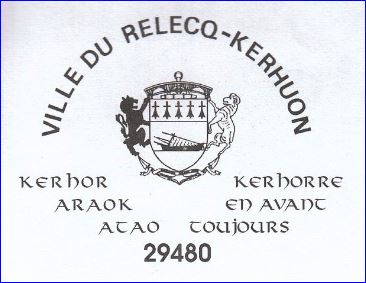 VILLE DU RELECQ-KERHUON
KERHOR KERHORRE
ARAOK EN AVANT
ATAO TOUJOURS
29480